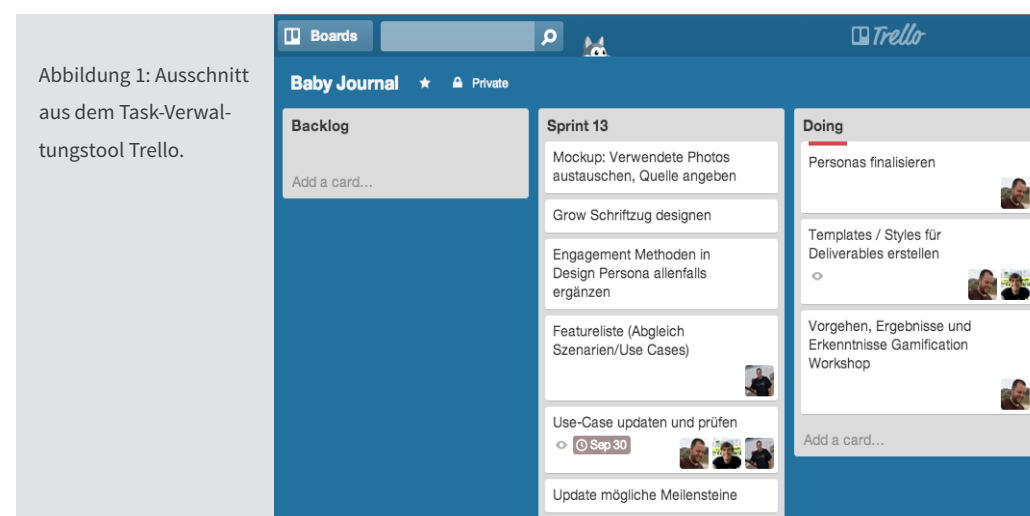 Abbildung 1: Ausschnitt
aus dem Task-Verwal-
tungstool Trello.
Boards
Trello
Baby Journal
Private
Backlog
Add a card...
Sprint 13
Mockup: Verwendete Photos
austauschen, Quelle angeben
Grow Schriftzug designen
Engagement Methoden in
Design Persona allenfalls
ergänzen
Featureliste (Abgleich
Szenarien/Use Cases)
Use-Case updaten und prüfen
Sep 30
Update mögliche Meilensteine
Doing
Personas finalisieren
Templates / Styles für
Deliverables erstellen
Vorgehen, Ergebnisse und
Erkenntnisse Gamification
Workshop
Add a card...